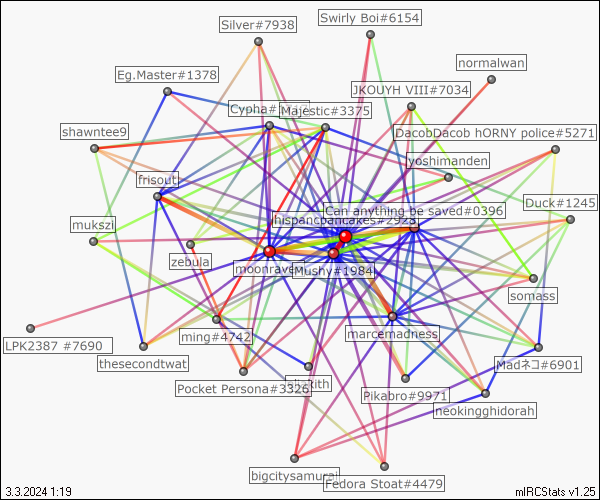 Swirly Boi#6154
Silver#7938
normalwan
Eg.Master#1378
JKOUYH VIII#7034
Cypha#
Majestic#3375
shawntee9
DacobDacob hORNY police#5271
yoshimanden
frisout
Duck#1245
Can anything be saved#0396
mukszi
zebula
moonrave
Mushy#1984
somass
LPK2387 #7690
ming#4742
marcemadness
thesecondtwat
Madネコ#6901
Pocket Persona#3326
Pikabro#9971
neokingghidorah
bigcitysamurai
Fedora Stoat#4479
3.3.2024 1:19
mIRCStats v1.25